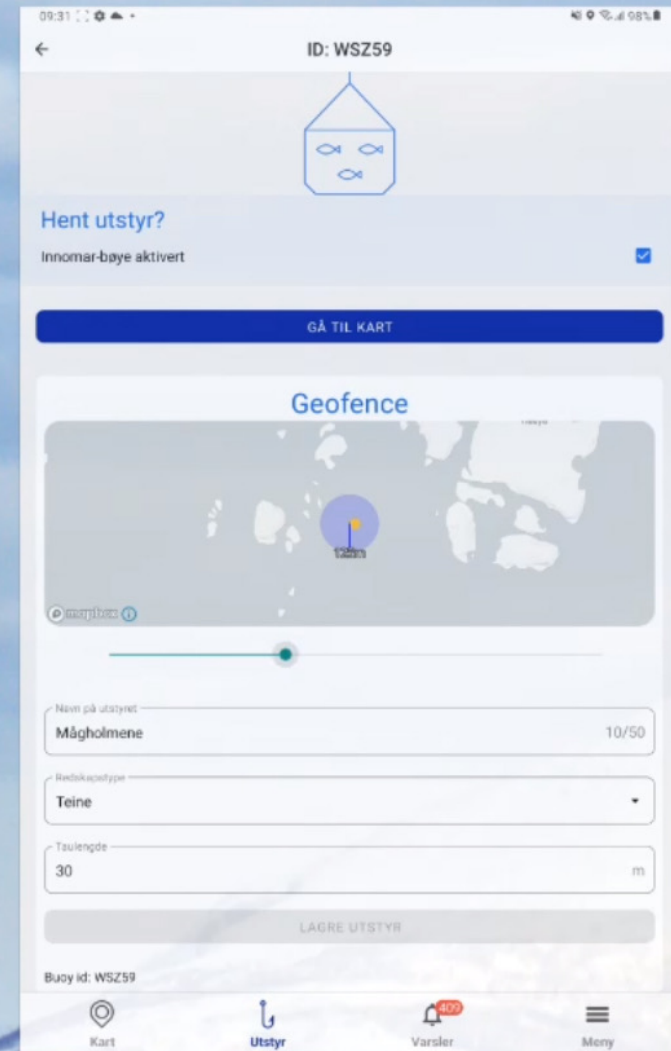 09:31
98%
ID: WSZ59
Hent utstyr?
Innomar-bøye aktivert
GÅ TIL KART
Geofence
mapbox
Navn på utstyret
Mågholmene
10/50
Redskapstype
Teine
Taulengde
30
m
LAGRE UTSTYR
Buoy id: WSZ59
409
Kart
Utstyr
Varsler
Meny